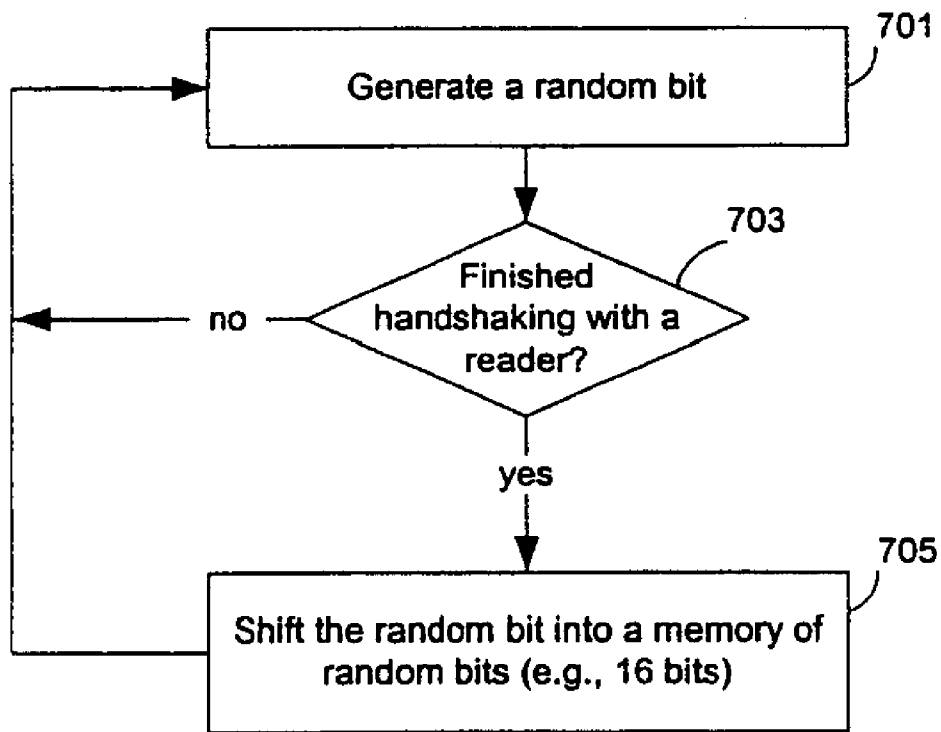 701
Generate a random bit
703
Finished
handshaking with a
reader?
no
yes
705
Shift the random bit into a memory of
random bits (e.g., 16 bits)